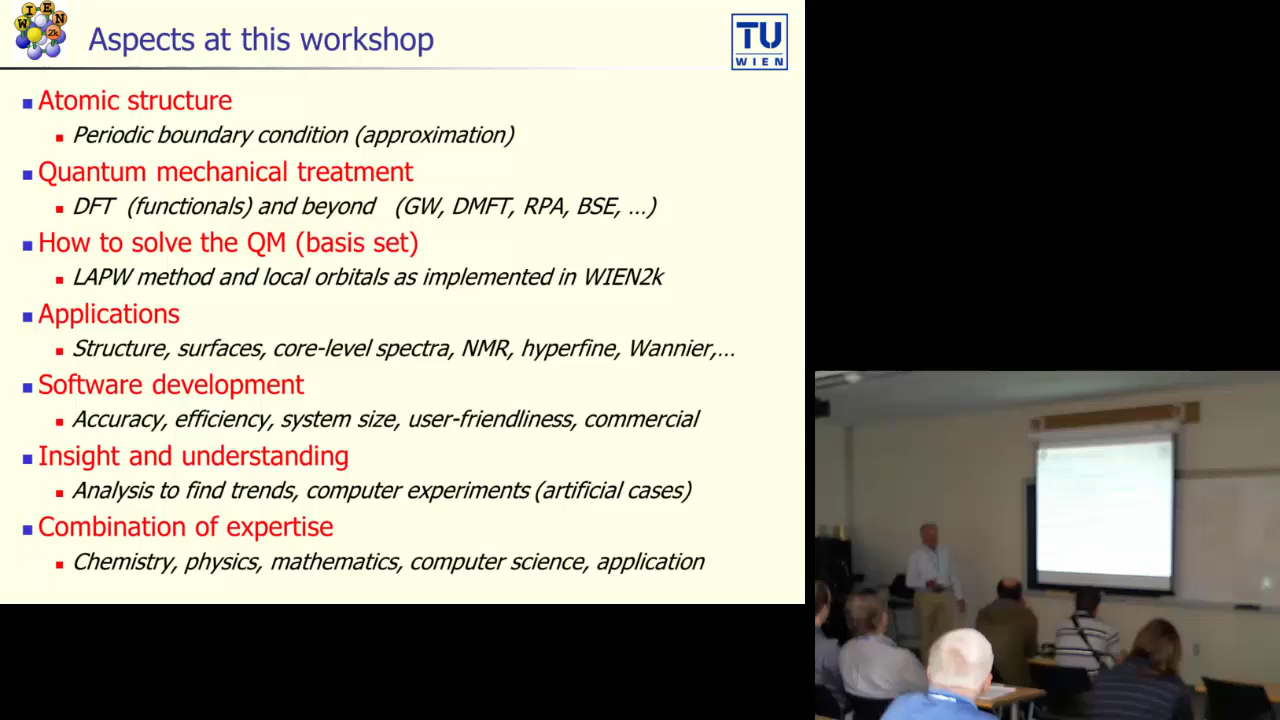 WIEN
2k
Aspects at this workshop
TU
WIEN
Atomic structure
Periodic boundary condition (approximation)
Quantum mechanical treatment
DFT (functionals) and beyond (GW, DMFT, RPA, BSE, ...)
How to solve the QM (basis set)
LAPW method and local orbitals as implemented in WIEN2k
Applications
Structure, surfaces, core-level spectra, NMR, hyperfine, Wannier,...
Software development
Accuracy, efficiency, system size, user-friendliness, commercial
Insight and understanding
Analysis to find trends, computer experiments (artificial cases)
Combination of expertise
Chemistry, physics, mathematics, computer science, application